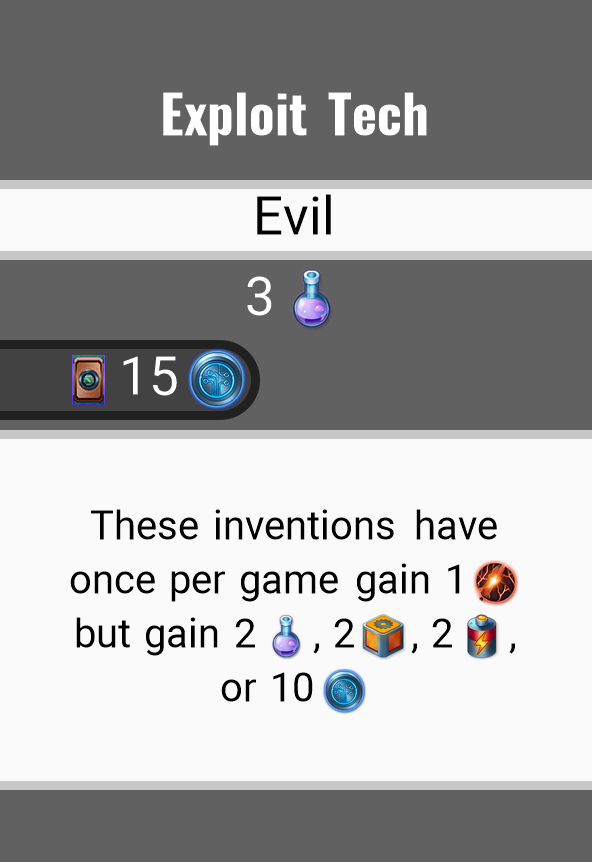 Exploit Tech
Evil
3
15
These inventions have
once per game gain 1
but gain 2 , 2 , 2 ,
or 10